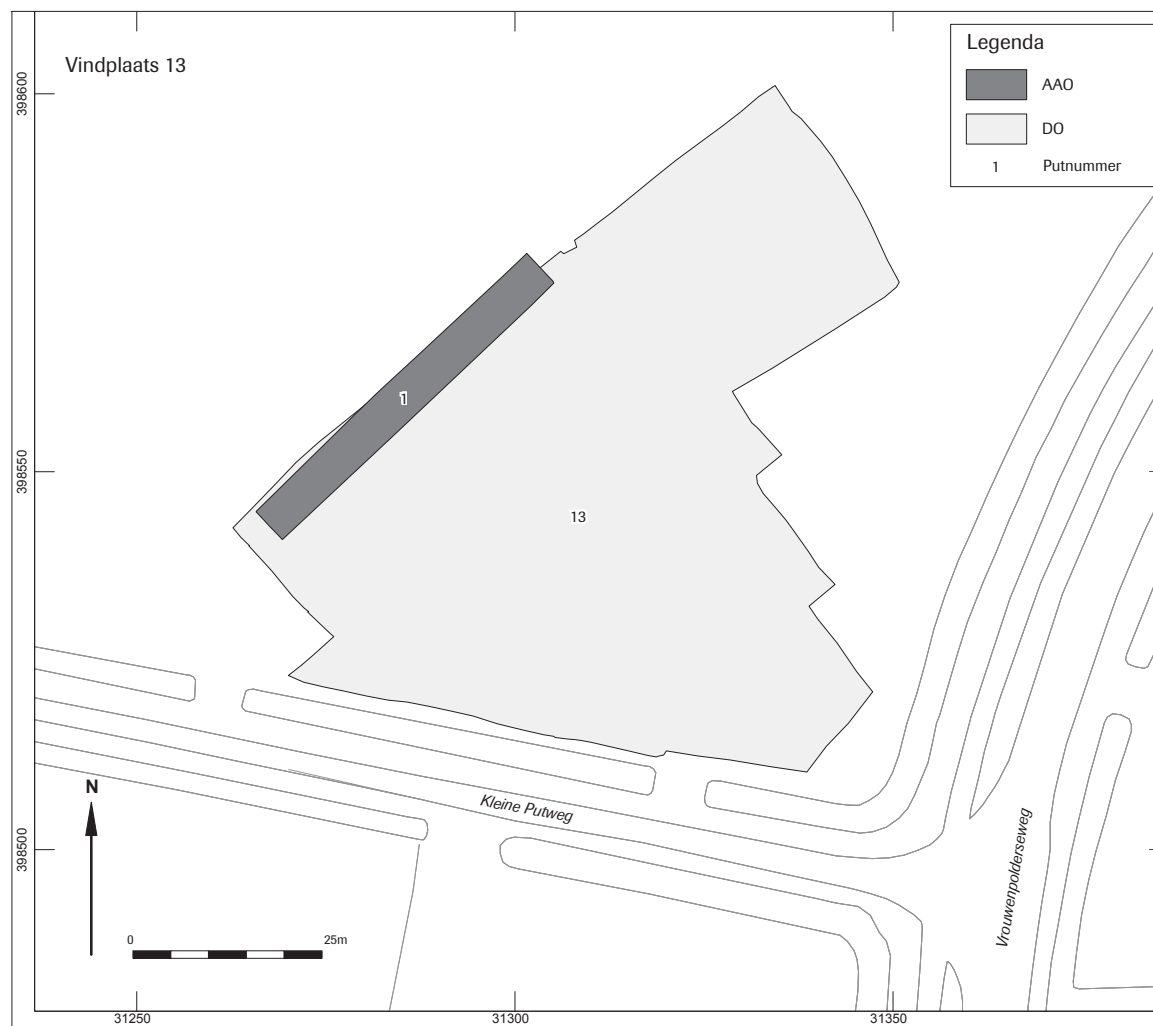 Vindplaats 13
Legenda
AAO
DO
1 Putnummer
398600
398550
398500
1
13
Kleine Putweg
Vrouwenpolderseweg
N
0 25m
31250 31300 31350